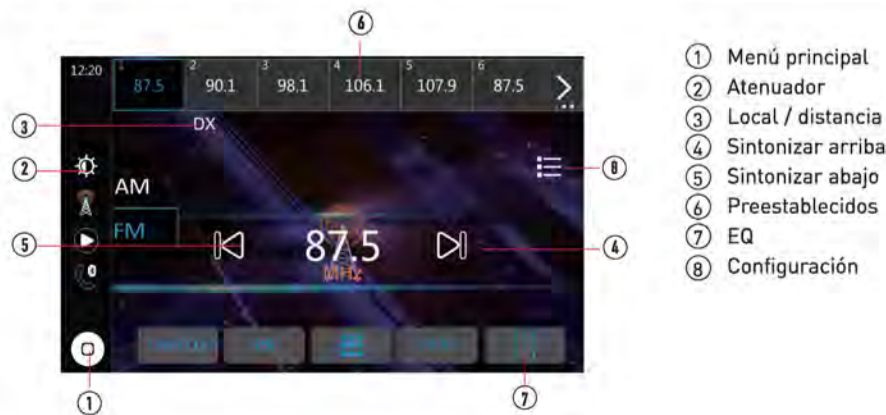 6
12:20
1 2 3 4 5 6
87.5 90.1 98.1 106.1 107.9 87.5
3
DX
2
8
AM
FM
5
87.5
MHz
4
1
7
1 Menú principal
2 Atenuador
3 Local / distancia
4 Sintonizar arriba
5 Sintonizar abajo
6 Preestablecidos
7 EQ
8 Configuración